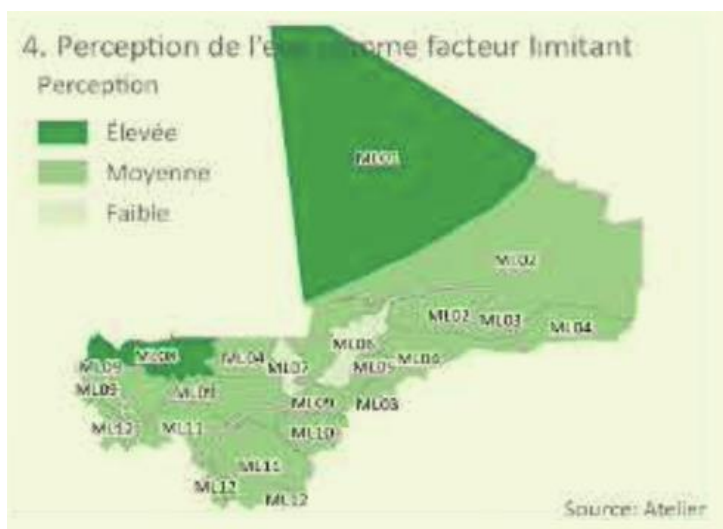 4. Perception de l'eau comme facteur limitant
Perception
Élevée
Moyenne
Faible
ML01
ML02
ML02 ML03 ML04
ML06
ML08 ML04 ML07 ML05 ML04
ML09
ML09 ML09 ML09 ML03
ML12 ML11 ML10
ML11
ML12 ML12
Source: Atelier